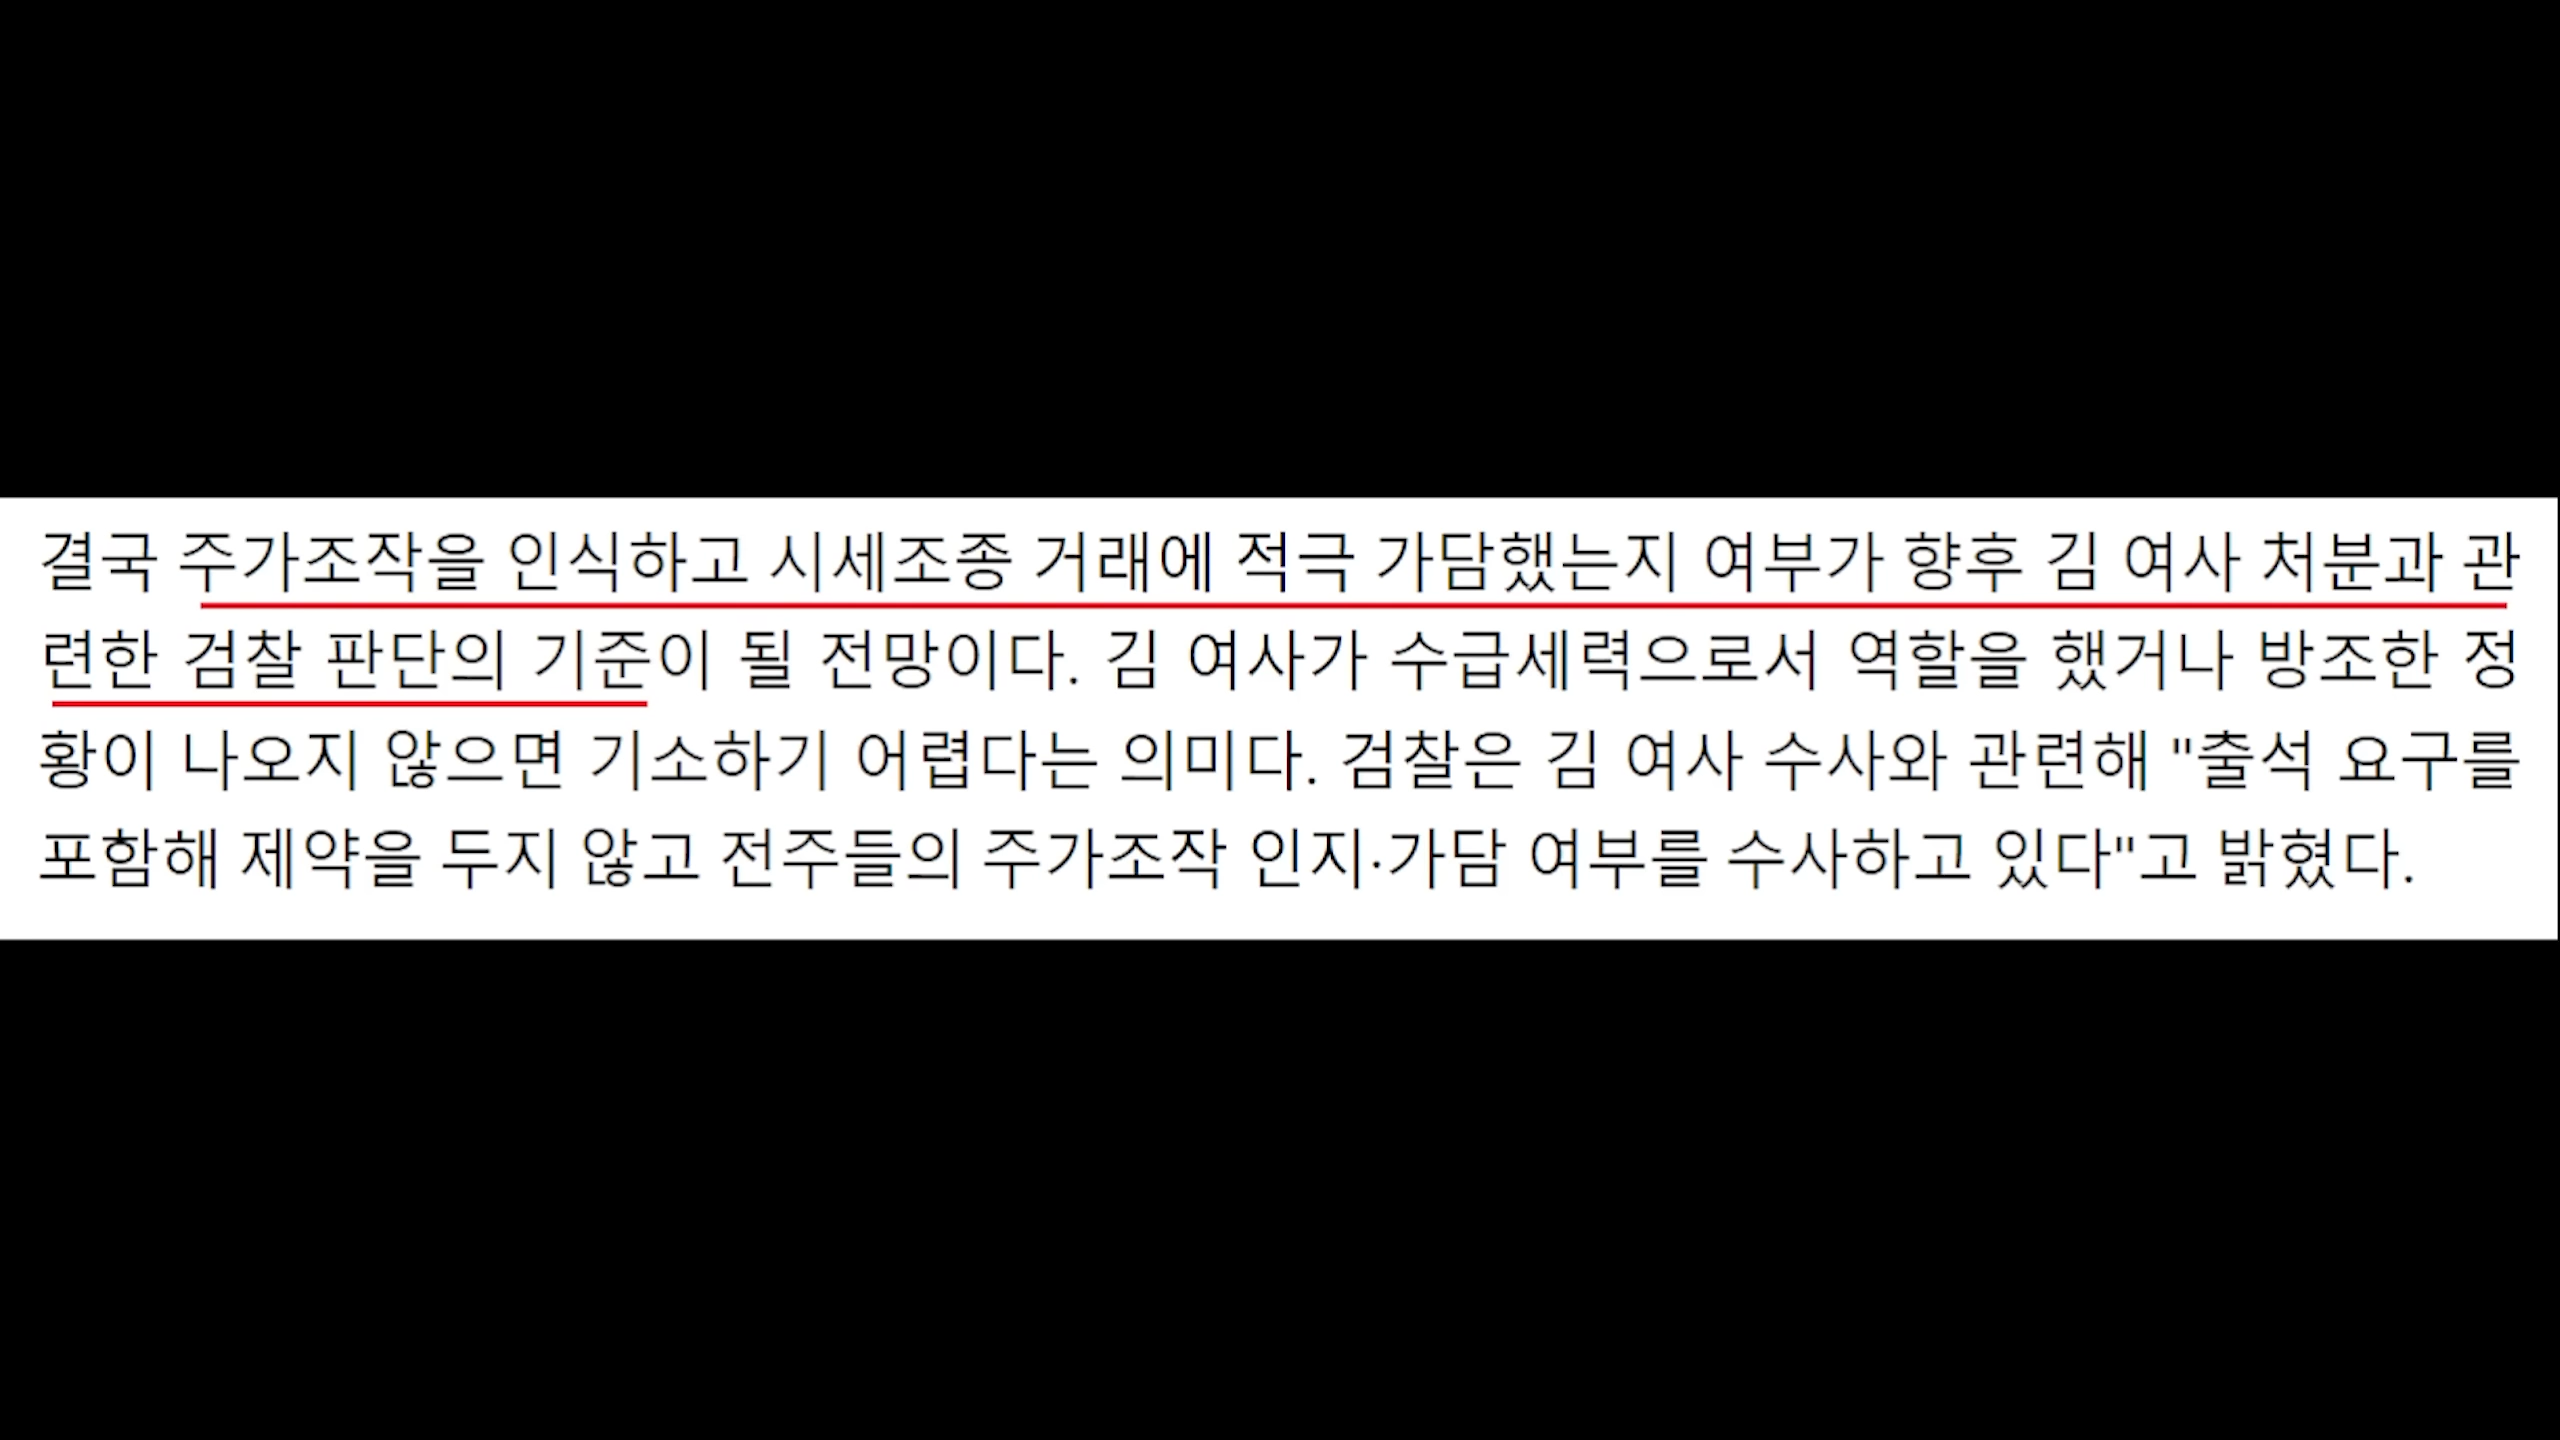 결국 주가조작을 인식하고 시세조종 거래에 적극 가담했는지 여부가 향후 김 여사 처분과 관
련한 검찰 판단의 기준이 될 전망이다. 김 여사가 수급세력으로서 역할을 했거나 방조한 정
황이 나오지 않으면 기소하기 어렵다는 의미다. 검찰은 김 여사 수사와 관련해 "출석 요구를
포함해 제약을 두지 않고 전주들의 주가조작 인지·가담 여부를 수사하고 있다"고 밝혔다.